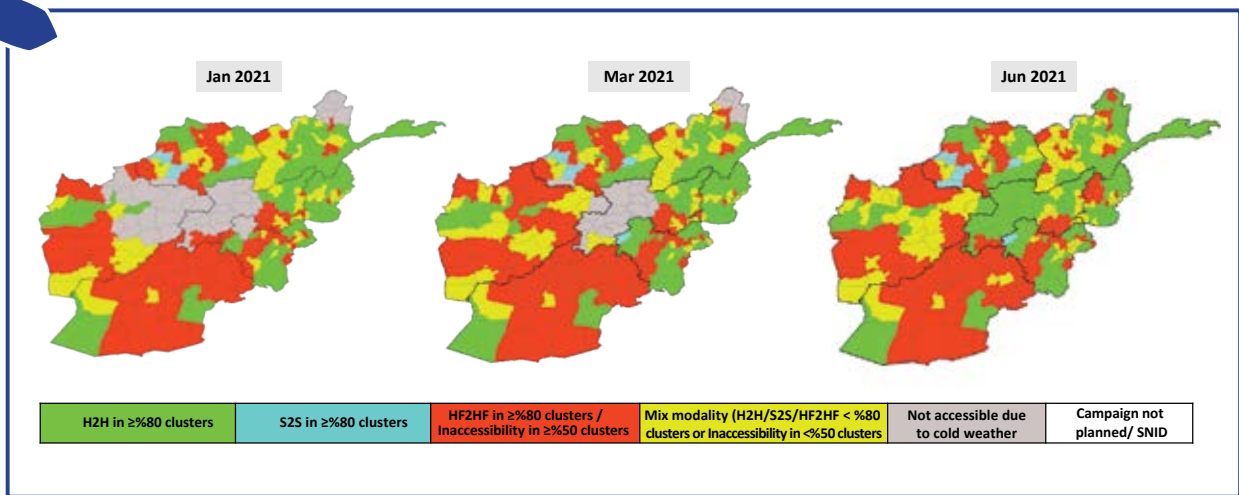 Jan 2021
Mar 2021
Jun 2021
H2H in ≥%80 clusters
S2S in ≥%80 clusters
HF2HF in ≥%80 clusters /
Inaccessibility in ≥%50 clusters
Mix modality (H2H/S2S/HF2HF < %80
clusters or Inaccessibility in <%50 clusters
Not accessible due
to cold weather
Campaign not
planned/ SNID